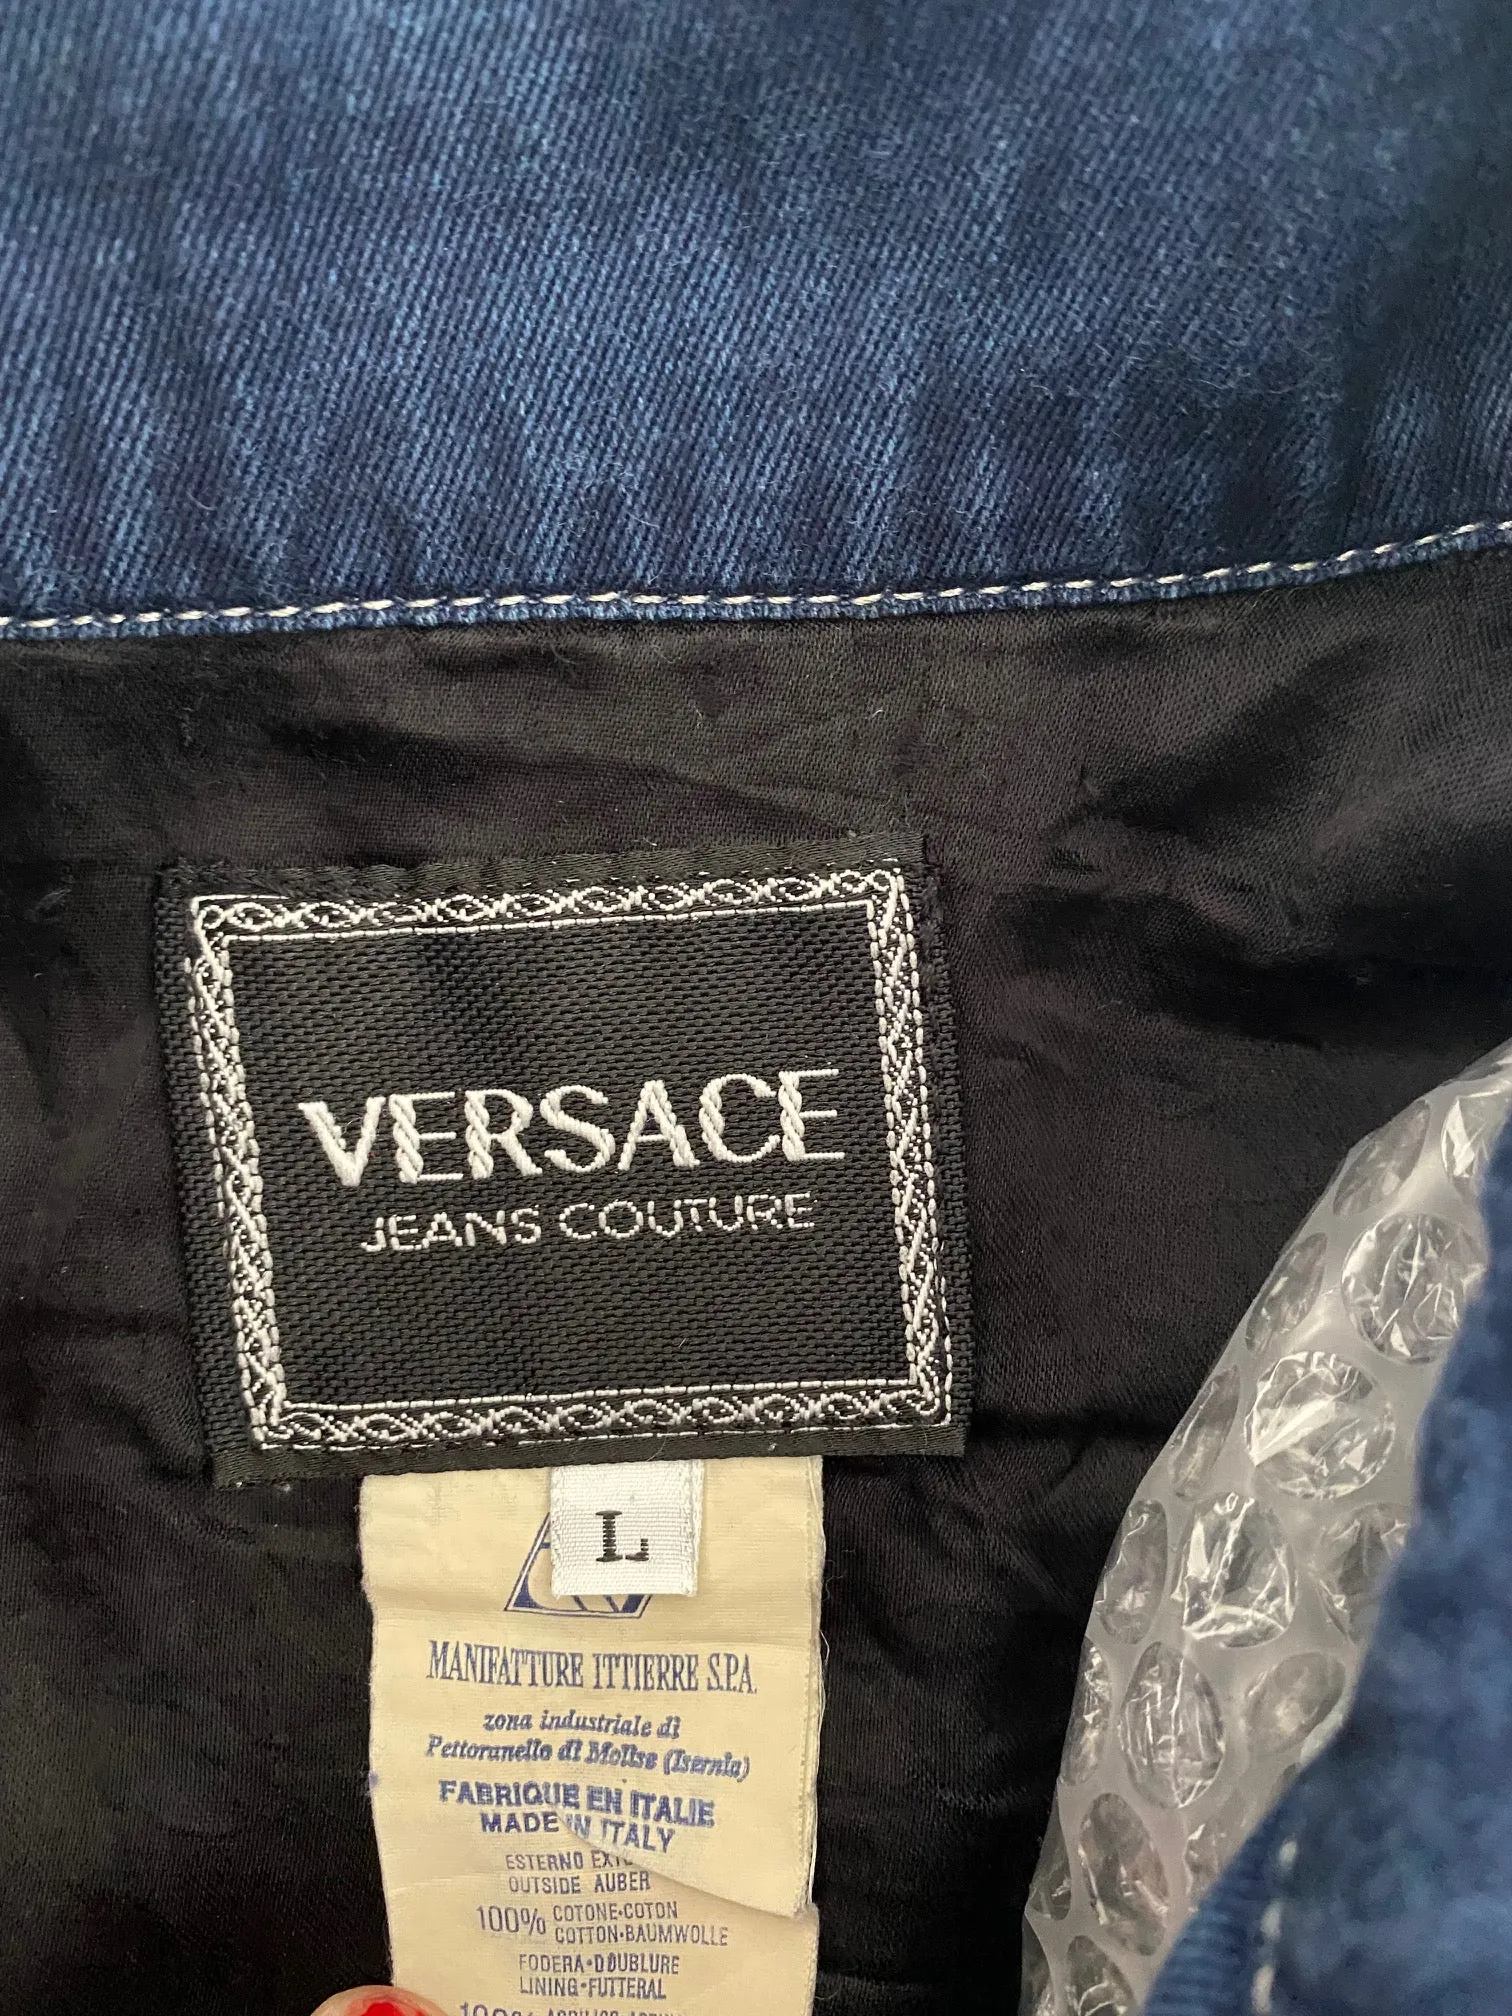 VERSACE
JEANS COUTURE
L
MANIFATTURE ITTIERRE S.P.A.
zona industriale di
Pettoranello di Molise (Isernia)
FABRIQUE EN ITALIE
MADE IN ITALY
ESTERNO
OUTSIDE AUBER
100% COTONE·COTON
COTTON·BAUMWOLLE
FODERA·DOUBLURE
LINING·FUTTERAL